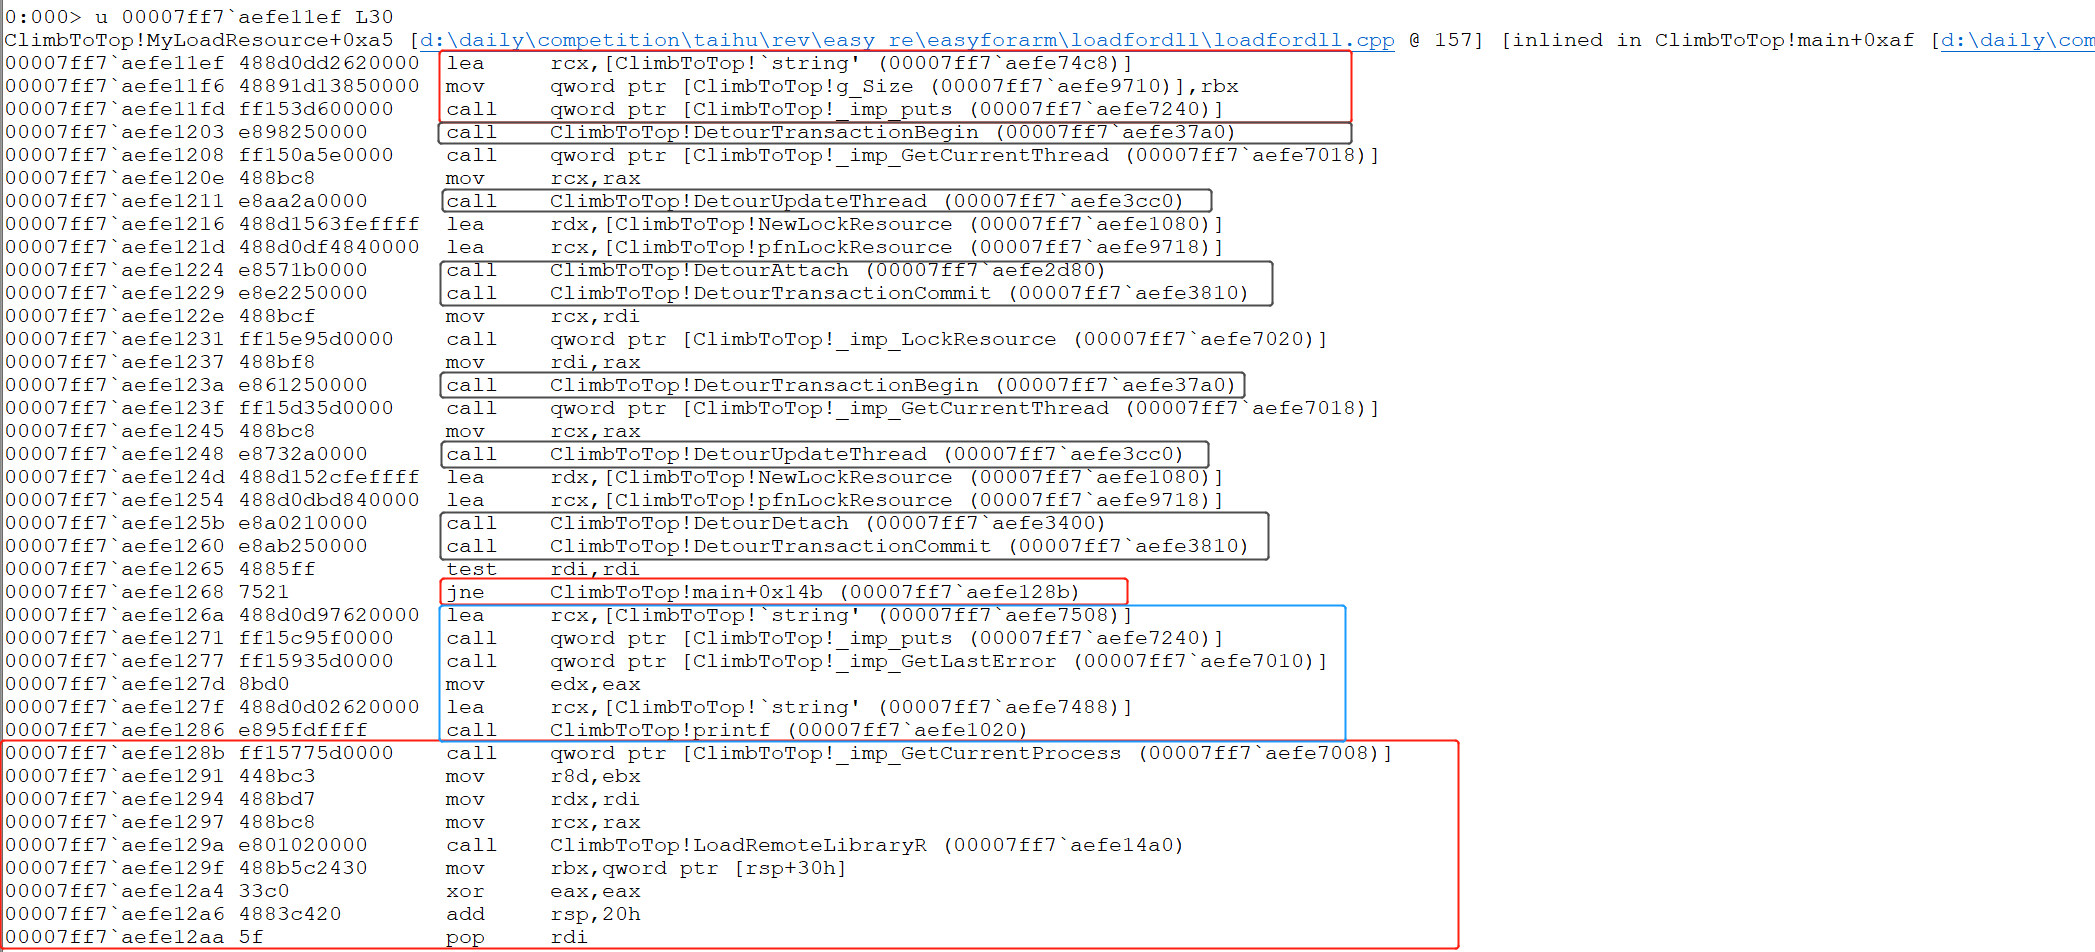 0:000> u 00007ff7`aefe11ef L30
ClimbToTop!MyLoadResource+0xa5 [d:\daily\competition\taihu\rev\easy re\easyforarm\loadfordll\loadfordll.cpp @ 157] [inlined in ClimbToTop!main+0xaf [d:\daily\com
00007ff7`aefe11ef 488d0dd2620000 lea rcx,[ClimbToTop!`string' (00007ff7`aefe74c8)]
00007ff7`aefe11f6 48891d13850000 mov qword ptr [ClimbToTop!g_Size (00007ff7`aefe9710)],rbx
00007ff7`aefe11fd ff153d600000 call qword ptr [ClimbToTop!_imp_puts (00007ff7`aefe7240)]
00007ff7`aefe1203 e898250000 call ClimbToTop!DetourTransactionBegin (00007ff7`aefe37a0)
00007ff7`aefe1208 ff150a5e0000 call qword ptr [ClimbToTop!_imp_GetCurrentThread (00007ff7`aefe7018)]
00007ff7`aefe120e 488bc8 mov rcx,rax
00007ff7`aefe1211 e8aa2a0000 call ClimbToTop!DetourUpdateThread (00007ff7`aefe3cc0)
00007ff7`aefe1216 488d1563feffff lea rdx,[ClimbToTop!NewLockResource (00007ff7`aefe1080)]
00007ff7`aefe121d 488d0df4840000 lea rcx,[ClimbToTop!pfnLockResource (00007ff7`aefe9718)]
00007ff7`aefe1224 e8571b0000 call ClimbToTop!DetourAttach (00007ff7`aefe2d80)
00007ff7`aefe1229 e8e2250000 call ClimbToTop!DetourTransactionCommit (00007ff7`aefe3810)
00007ff7`aefe122e 488bcf mov rcx,rdi
00007ff7`aefe1231 ff15e95d0000 call qword ptr [ClimbToTop!_imp_LockResource (00007ff7`aefe7020)]
00007ff7`aefe1237 488bf8 mov rdi,rax
00007ff7`aefe123a e861250000 call ClimbToTop!DetourTransactionBegin (00007ff7`aefe37a0)
00007ff7`aefe123f ff15d35d0000 call qword ptr [ClimbToTop!_imp_GetCurrentThread (00007ff7`aefe7018)]
00007ff7`aefe1245 488bc8 mov rcx,rax
00007ff7`aefe1248 e8732a0000 call ClimbToTop!DetourUpdateThread (00007ff7`aefe3cc0)
00007ff7`aefe124d 488d152cfeffff lea rdx,[ClimbToTop!NewLockResource (00007ff7`aefe1080)]
00007ff7`aefe1254 488d0dbd840000 lea rcx,[ClimbToTop!pfnLockResource (00007ff7`aefe9718)]
00007ff7`aefe125b e8a0210000 call ClimbToTop!DetourDetach (00007ff7`aefe3400)
00007ff7`aefe1260 e8ab250000 call ClimbToTop!DetourTransactionCommit (00007ff7`aefe3810)
00007ff7`aefe1265 4885ff test rdi,rdi
00007ff7`aefe1268 7521 jne ClimbToTop!main+0x14b (00007ff7`aefe128b)
00007ff7`aefe126a 488d0d97620000 lea rcx,[ClimbToTop!`string' (00007ff7`aefe7508)]
00007ff7`aefe1271 ff15c95f0000 call qword ptr [ClimbToTop!_imp_puts (00007ff7`aefe7240)]
00007ff7`aefe1277 ff15935d0000 call qword ptr [ClimbToTop!_imp_GetLastError (00007ff7`aefe7010)]
00007ff7`aefe127d 8bd0 mov edx,eax
00007ff7`aefe127f 488d0d02620000 lea rcx,[ClimbToTop!`string' (00007ff7`aefe7488)]
00007ff7`aefe1286 e895fdffff call ClimbToTop!printf (00007ff7`aefe1020)
00007ff7`aefe128b ff15775d0000 call qword ptr [ClimbToTop!_imp_GetCurrentProcess (00007ff7`aefe7008)]
00007ff7`aefe1291 448bc3 mov r8d,ebx
00007ff7`aefe1294 488bd7 mov rdx,rdi
00007ff7`aefe1297 488bc8 mov rcx,rax
00007ff7`aefe129a e801020000 call ClimbToTop!LoadRemoteLibraryR (00007ff7`aefe14a0)
00007ff7`aefe129f 488b5c2430 mov rbx,qword ptr [rsp+30h]
00007ff7`aefe12a4 33c0 xor eax,eax
00007ff7`aefe12a6 4883c420 add rsp,20h
00007ff7`aefe12aa 5f pop rdi